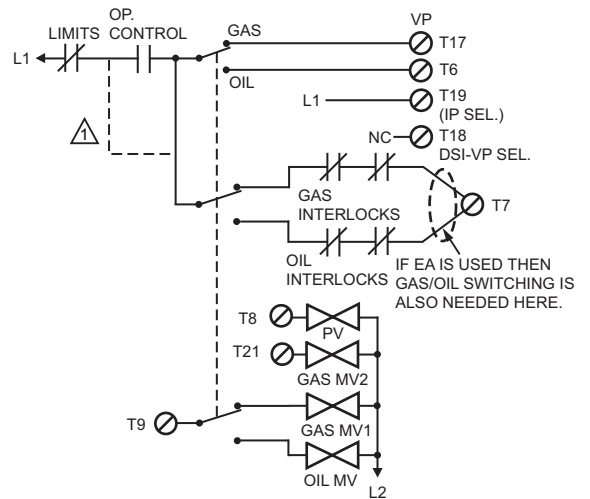 OP.
LIMITS CONTROL
GAS
VP
T17
L1
T6
OIL
L1
T19
(IP SEL.)
1
NC
T18
DSI-VP SEL.
GAS
INTERLOCKS
T7
OIL
INTERLOCKS
IF EA IS USED THEN
GAS/OIL SWITCHING IS
ALSO NEEDED HERE.
T8
PV
T21
GAS MV2
T9
GAS MV1
OIL MV
L2